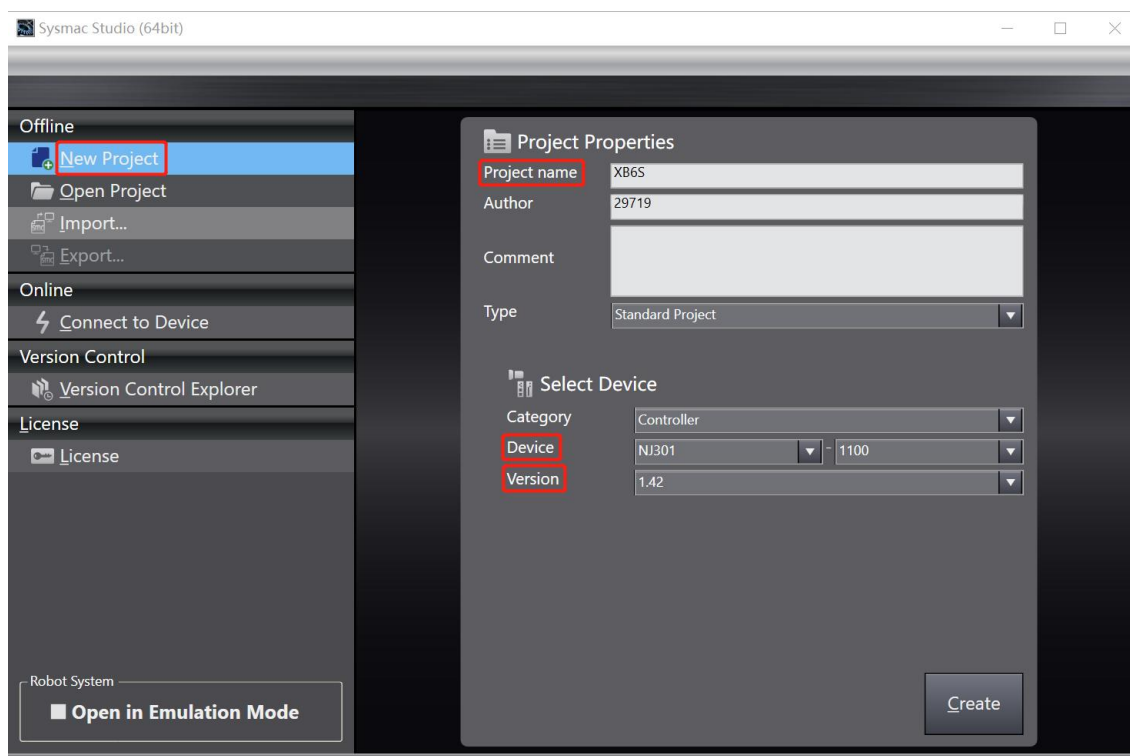 Sysmac Studio (64bit)
Offline
New Project
Open Project
Import...
Export...
Online
Connect to Device
Version Control
Version Control Explorer
License
License
Robot System
Open in Emulation Mode
Project Properties
Project name XB6S
Author 29719
Comment
Type Standard Project
Select Device
Category Controller
Device NJ301 - 1100
Version 1.42
Create